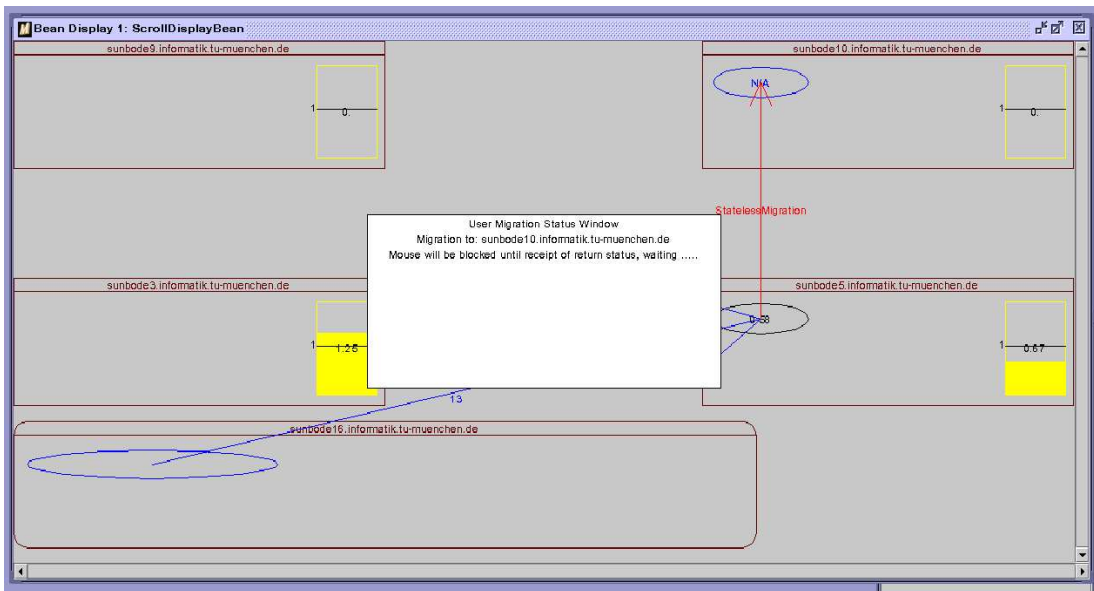 Bean Display 1: ScrollDisplayBean
sunbode9.informatik.tu-muenchen.de
sunbode10.informatik.tu-muenchen.de
N/A
1
0.
1
0.
StatelessMigration
User Migration Status Window
Migration to: sunbode10.informatik.tu-muenchen.de
Mouse will be blocked until receipt of return status, waiting .....
sunbode3.informatik.tu-muenchen.de
sunbode5.informatik.tu-muenchen.de
0.58
1
1.25
1
0.67
13
sunbode16.informatik.tu-muenchen.de